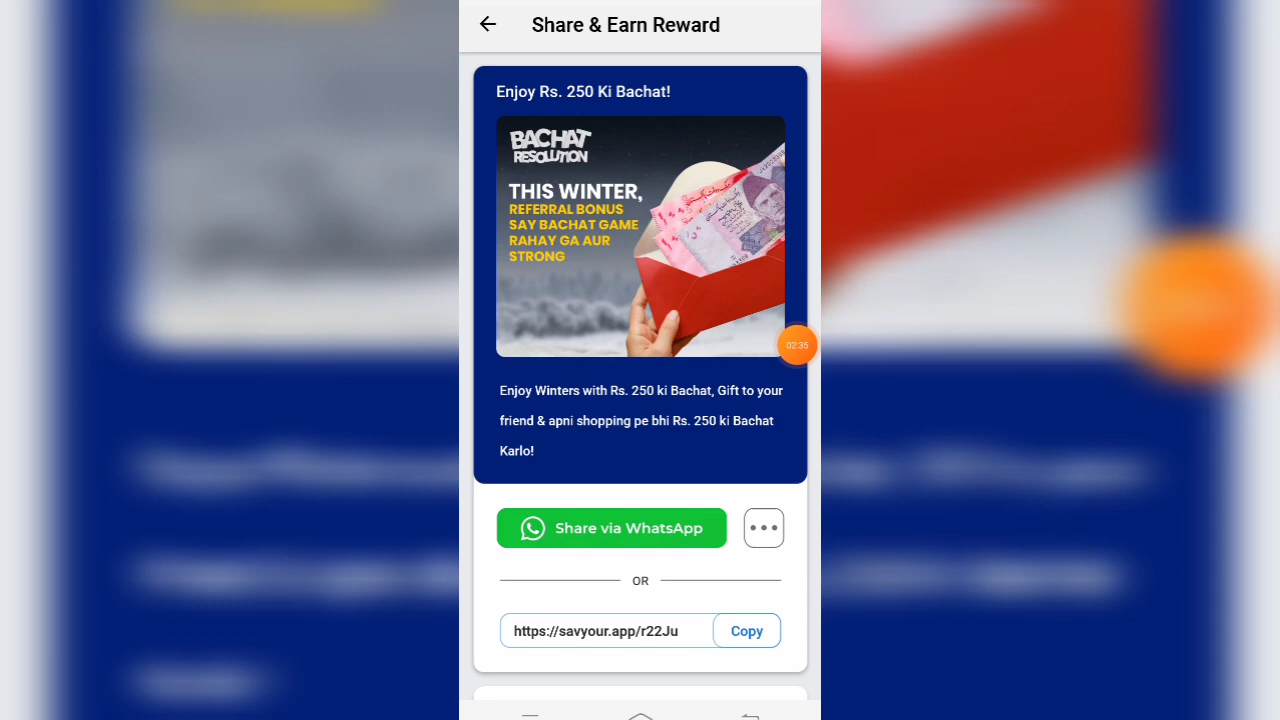 Share & Earn Reward
Enjoy Rs. 250 Ki Bachat!
BACHAT
RESOLUTION
THIS WINTER,
REFERRAL BONUS
SAY BACHAT GAME
RAHAY GA AUR
STRONG
02:35
Enjoy Winters with Rs. 250 ki Bachat, Gift to your
friend & apni shopping pe bhi Rs. 250 ki Bachat
Karlo!
Share via WhatsApp
OR
https://savyour.app/r22Ju
Copy